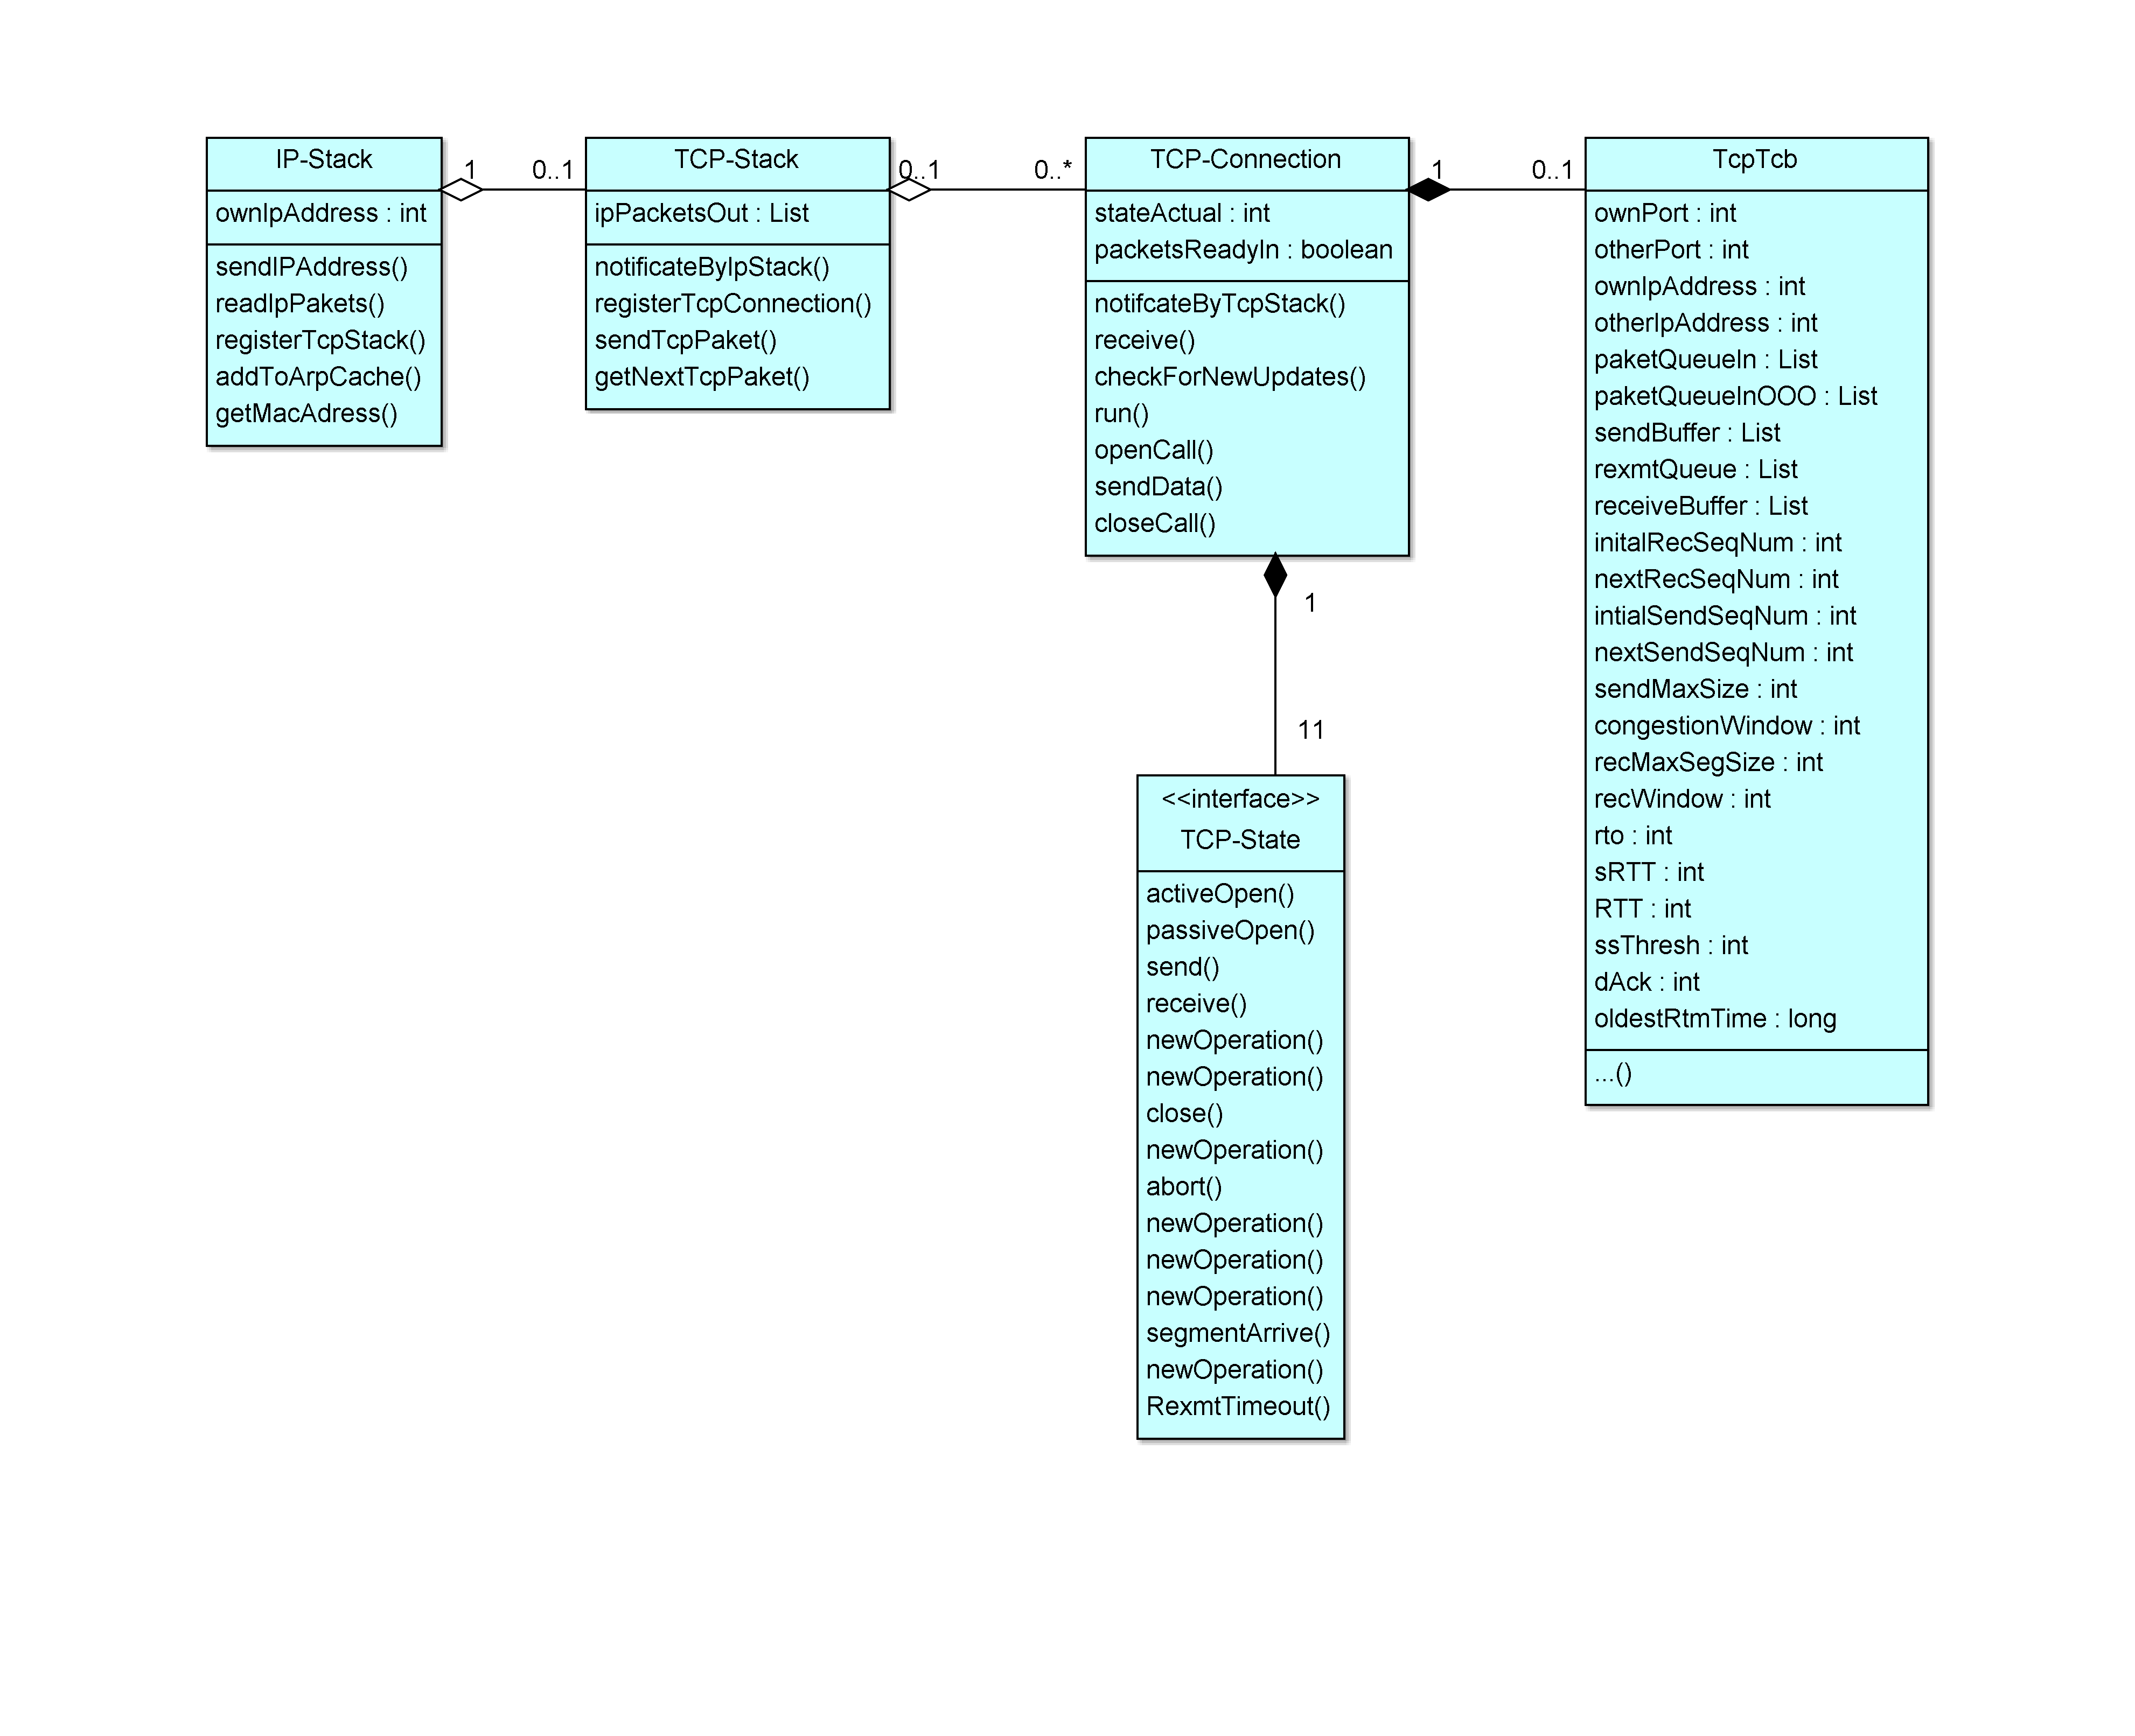 IP-Stack
ownIpAddress : int
sendIPAddress()
readIpPakets()
registerTcpStack()
addToArpCache()
getMacAdress()
1
0..1
TCP-Stack
ipPacketsOut : List
notificateByIpStack()
registerTcpConnection()
sendTcpPaket()
getNextTcpPaket()
0..1
0..*
TCP-Connection
stateActual : int
packetsReadyIn : boolean
notifcateByTcpStack()
receive()
checkForNewUpdates()
run()
openCall()
sendData()
closeCall()
1
0..1
TcpTcb
ownPort : int
otherPort : int
ownIpAddress : int
otherIpAddress : int
paketQueueIn : List
paketQueueInOOO : List
sendBuffer : List
rexmtQueue : List
receiveBuffer : List
initalRecSeqNum : int
nextRecSeqNum : int
intialSendSeqNum : int
nextSendSeqNum : int
sendMaxSize : int
congestionWindow : int
recMaxSegSize : int
recWindow : int
rto : int
sRTT : int
RTT : int
ssThresh : int
dAck : int
oldestRtmTime : long
...()
1
11
<<interface>>
TCP-State
activeOpen()
passiveOpen()
send()
receive()
newOperation()
newOperation()
close()
newOperation()
abort()
newOperation()
newOperation()
newOperation()
segmentArrive()
newOperation()
RexmtTimeout()